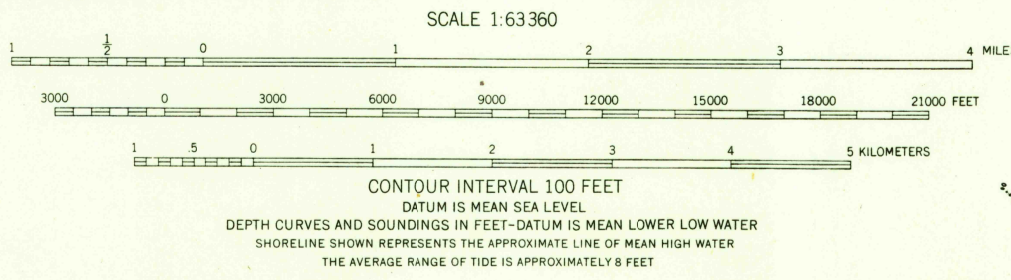 SCALE 1:63360
1 1/2 0 1 2 3 4 MILE
3000 0 3000 6000 9000 12000 15000 18000 21000 FEET
1 .5 0 1 2 3 4 5 KILOMETERS
CONTOUR INTERVAL 100 FEET
DATUM IS MEAN SEA LEVEL
DEPTH CURVES AND SOUNDINGS IN FEET-DATUM IS MEAN LOWER LOW WATER
SHORELINE SHOWN REPRESENTS THE APPROXIMATE LINE OF MEAN HIGH WATER
THE AVERAGE RANGE OF TIDE IS APPROXIMATELY 8 FEET